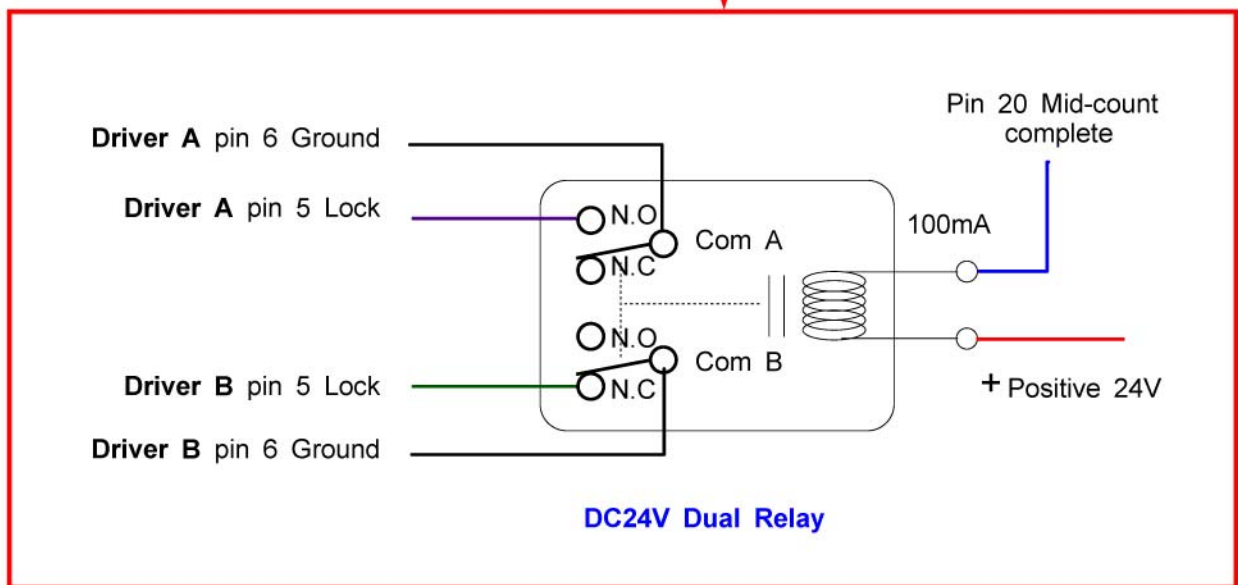 Pin 20 Mid-count
complete
Driver A pin 6 Ground
Driver A pin 5 Lock
N.O
Com A
100mA
N.C
N.O
Com B
Driver B pin 5 Lock
N.C
+ Positive 24V
Driver B pin 6 Ground
DC24V Dual Relay